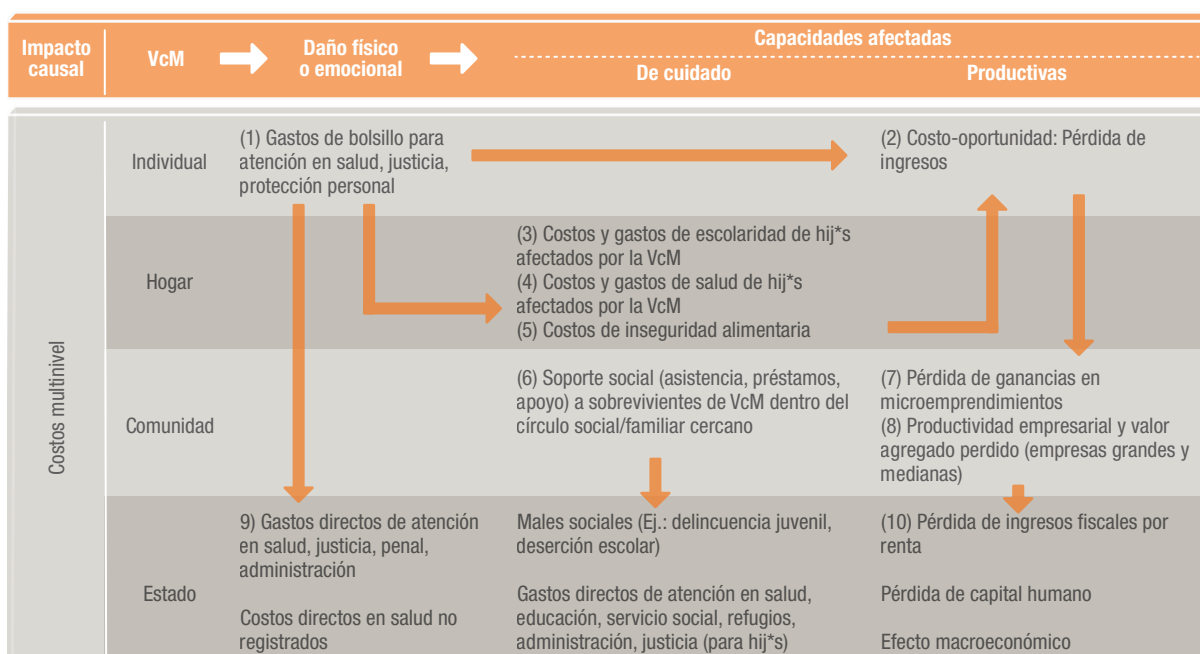 Impacto
causal
VcM
Daño físico
o emocional
Capacidades afectadas
De cuidado
Productivas
Costos multinivel
Individual
(1) Gastos de bolsillo para
atención en salud, justicia,
protección personal
(2) Costo-oportunidad: Pérdida de
ingresos
Hogar
(3) Costos y gastos de escolaridad de hij*s
afectados por la VcM
(4) Costos y gastos de salud de hij*s
afectados por la VcM
(5) Costos de inseguridad alimentaria
Comunidad
(6) Soporte social (asistencia, préstamos,
apoyo) a sobrevivientes de VcM dentro del
círculo social/familiar cercano
(7) Pérdida de ganancias en
microemprendimientos
(8) Productividad empresarial y valor
agregado perdido (empresas grandes y
medianas)
Estado
9) Gastos directos de atención
en salud, justicia, penal,
administración
Costos directos en salud no
registrados
Males sociales (Ej.: delincuencia juvenil,
deserción escolar)
Gastos directos de atención en salud,
educación, servicio social, refugios,
administración, justicia (para hij*s)
(10) Pérdida de ingresos fiscales por
renta
Pérdida de capital humano
Efecto macroeconómico